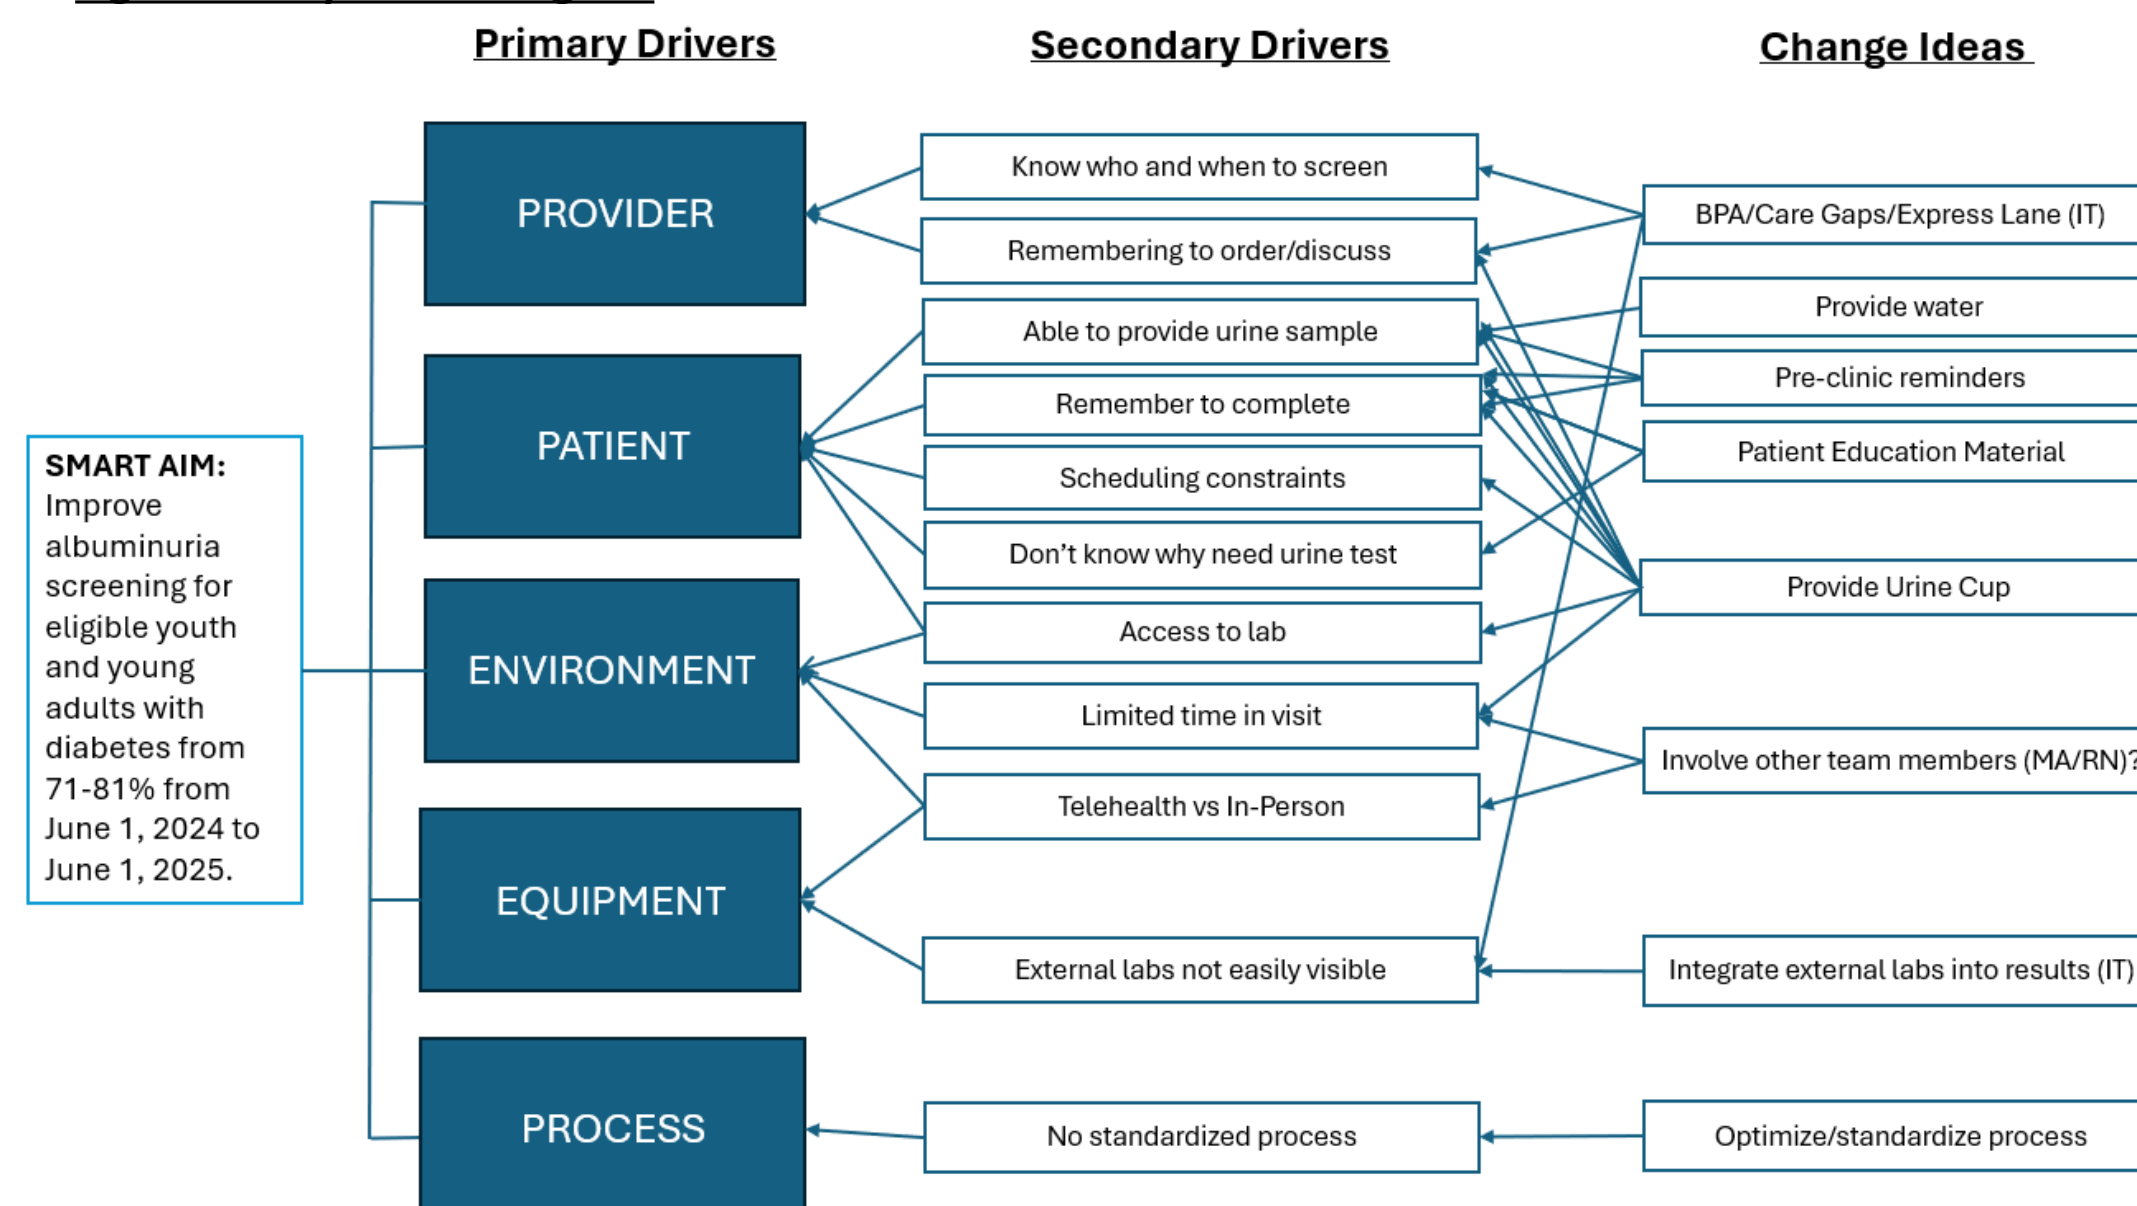 Primary Drivers
Secondary Drivers
Change Ideas
PROVIDER
PATIENT
ENVIRONMENT
EQUIPMENT
PROCESS
SMART AIM:
Improve
albuminuria
screening for
eligible youth
and young
adults with
diabetes from
71-81% from
June 1, 2024 to
June 1, 2025.
Know who and when to screen
Remembering to order/discuss
Able to provide urine sample
Remember to complete
Scheduling constraints
Don't know why need urine test
Access to lab
Limited time in visit
Telehealth vs In-Person
External labs not easily visible
No standardized process
BPA/Care Gaps/Express Lane (IT)
Provide water
Pre-clinic reminders
Patient Education Material
Provide Urine Cup
Involve other team members (MA/RN)?
Integrate external labs into results (IT)
Optimize/standardize process